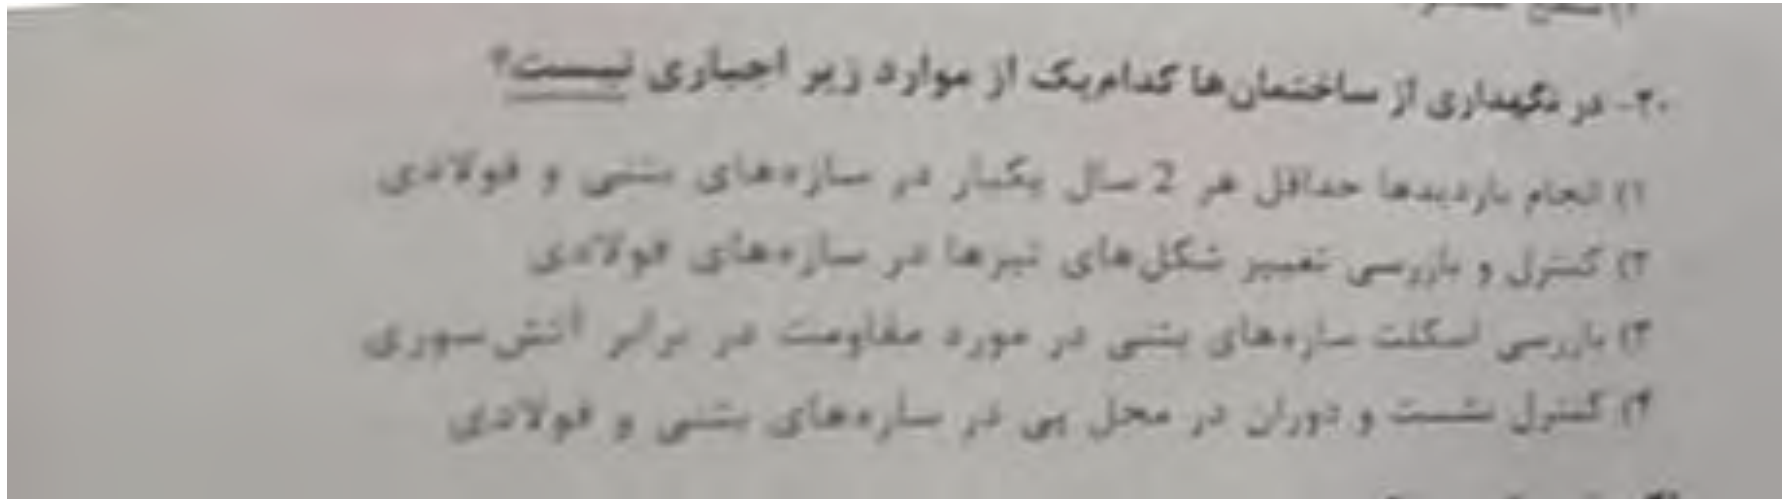 ۲۰- در نگهداری از ساختمان‌ها کدام‌یک از موارد زیر اجباری نیست؟
۱) انجام بازدیدها حداقل هر 2 سال یکبار در سازه‌های بتنی و فولادی
۲) کنترل و بازرسی تغییر شکل‌های تیرها در سازه‌های فولادی
۳) بازرسی اسکلت سازه‌های بتنی در مورد مقاومت در برابر آتش‌سوزی
۴) کنترل نشست و دوران در محل پی در سازه‌های بتنی و فولادی